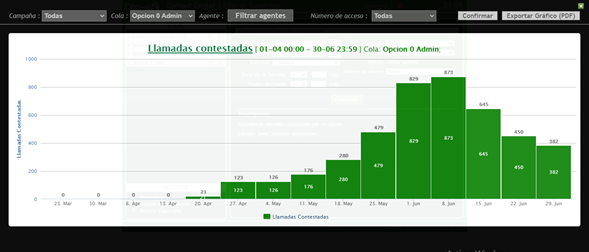 Campaña : Todas Cola : Opcion 0 Admin Agente : Filtrar agentes Número de acceso : Todas Confirmar Exportar Gráfico (PDF)
Llamadas contestadas [ 01-04 00:00 - 30-06 23:59 ] Cola: Opcion 0 Admin;
Llamadas Contestadas
1000
800
600
400
200
0
0 0 0 0 21 123 126 176 280 479 829 873 645 450 382
21 123 126 176 280 479 829 873 645 450 382
23. Mar 30. Mar 6. Apr 13. Apr 20. Apr 27. Apr 4. May 11. May 18. May 25. May 1. Jun 8. Jun 15. Jun 22. Jun 29. Jun
Llamadas Contestadas